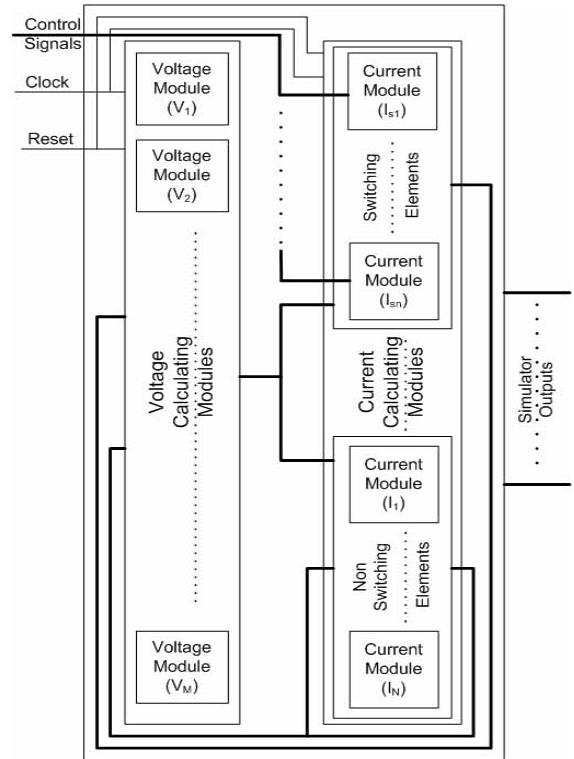 Control
Signals
Clock
Reset
Voltage
Module
(V1)
Voltage
Module
(V2)
Voltage
Calculating
Modules
Voltage
Module
(VM)
Current
Module
(Is1)
Switching
Elements
Current
Module
(Isn)
Current
Calculating
Modules
Current
Module
(I1)
Non
Switching
Elements
Current
Module
(IN)
Simulator
Outputs